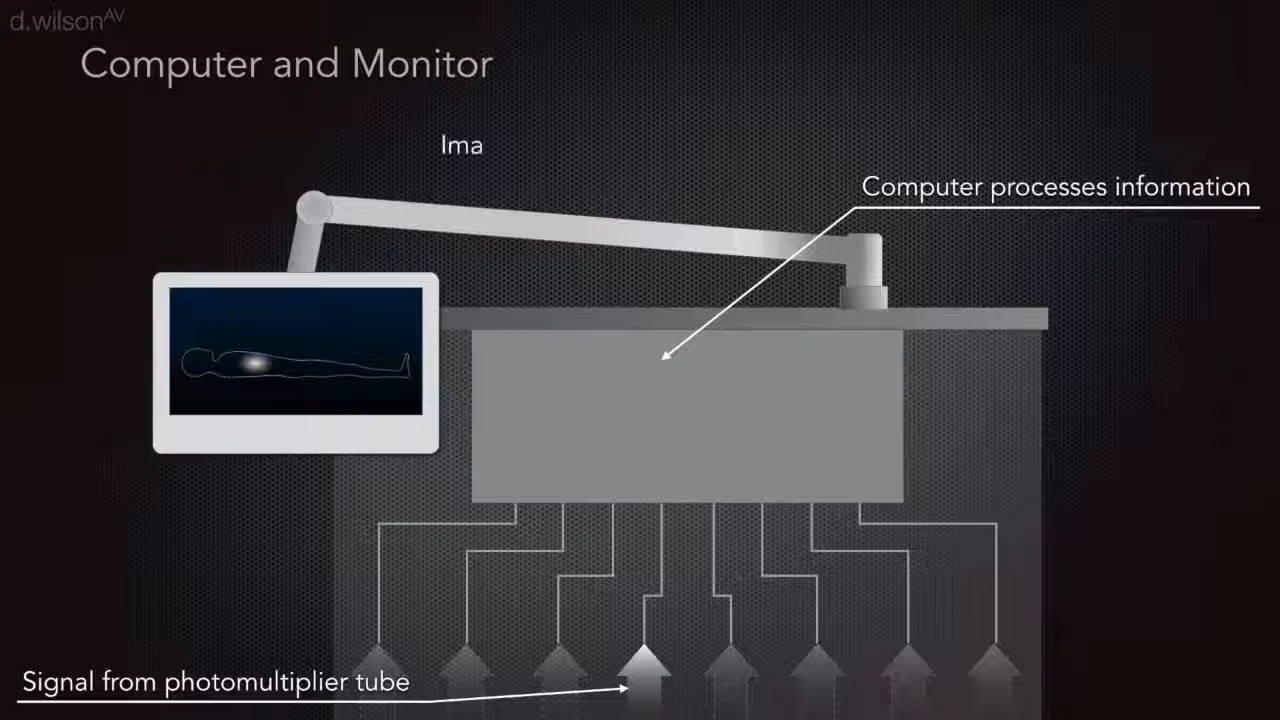 d.wilsonAV
Computer and Monitor
Ima
Computer processes information
Signal from photomultiplier tube